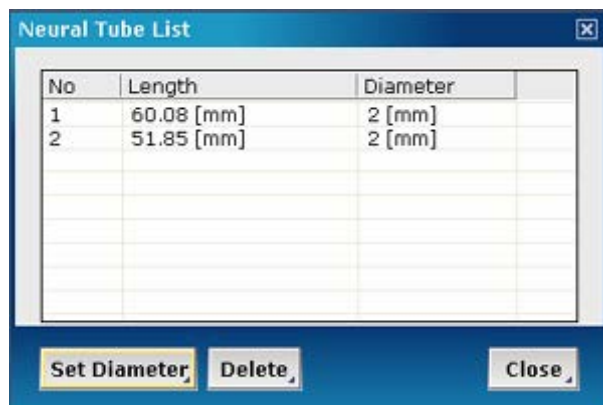 Neural Tube List
No Length Diameter
1 60.08 [mm] 2 [mm]
2 51.85 [mm] 2 [mm]
Set Diameter Delete Close